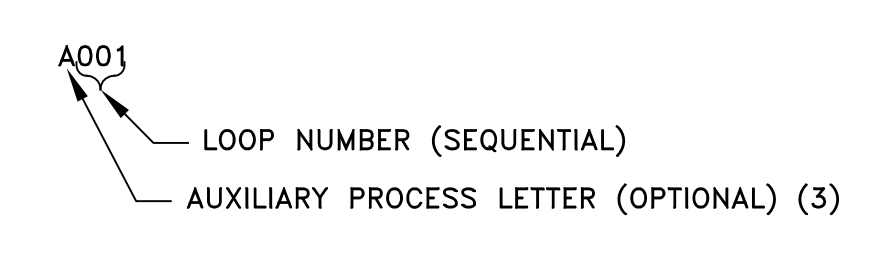 A001
LOOP NUMBER (SEQUENTIAL)
AUXILIARY PROCESS LETTER (OPTIONAL) (3)